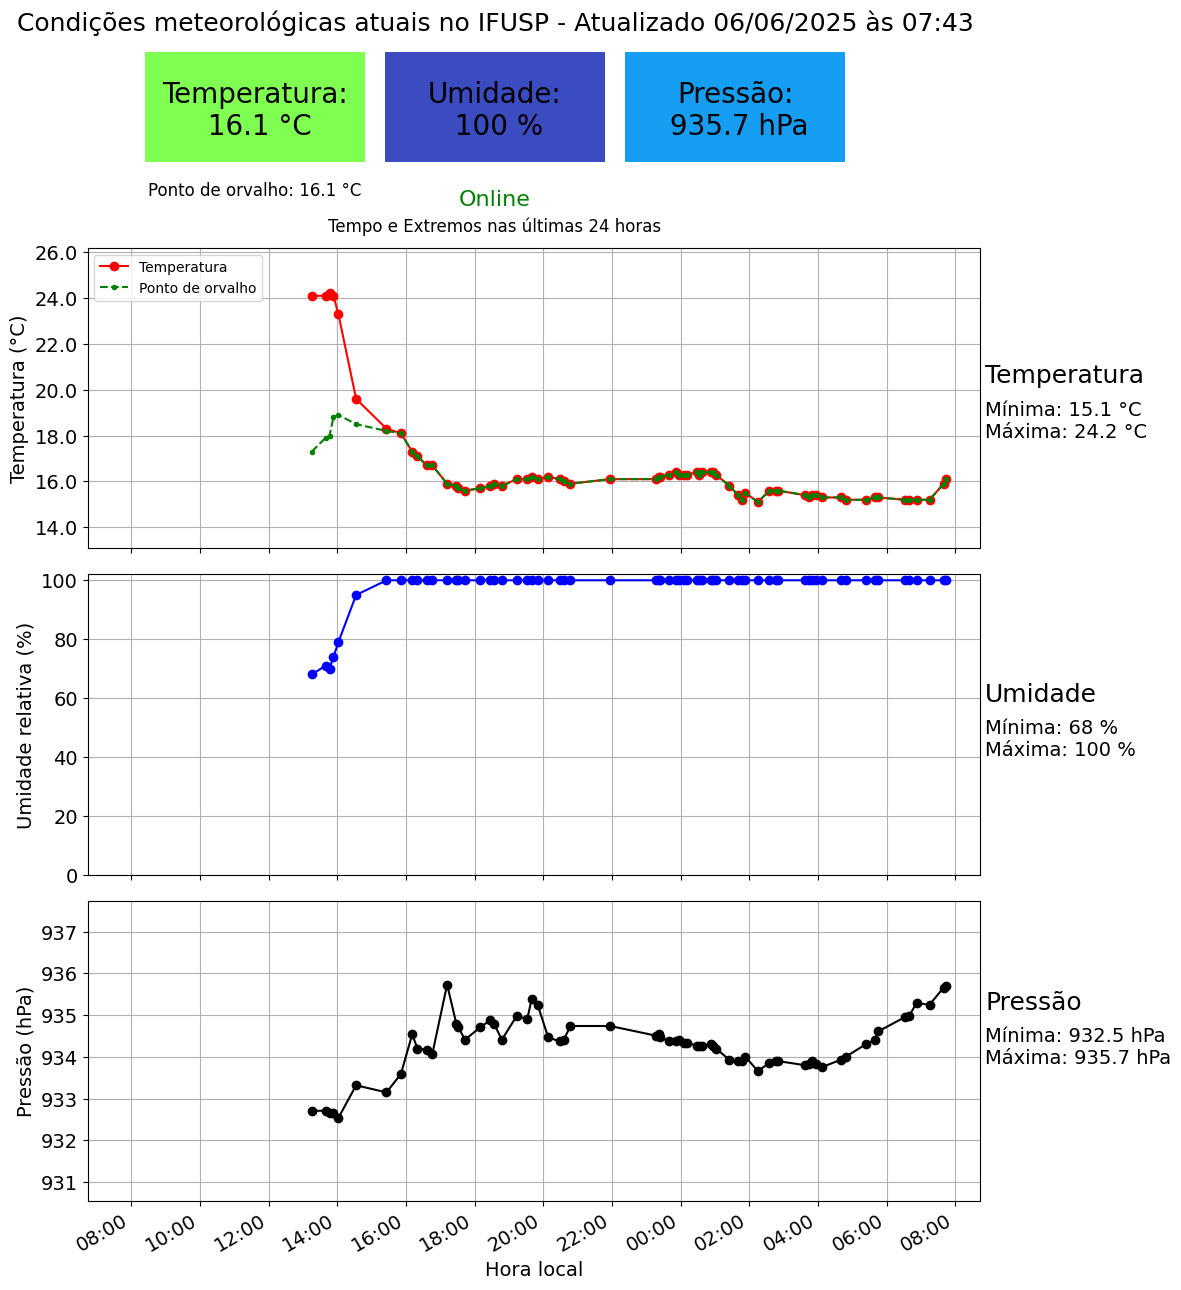 Condições meteorológicas atuais no IFUSP - Atualizado 06/06/2025 às 07:43
Temperatura:
16.1 °C
Umidade:
100 %
Pressão:
935.7 hPa
Ponto de orvalho: 16.1 °C
Online
Tempo e Extremos nas últimas 24 horas
Temperatura (°C)
26.0
24.0
22.0
20.0
18.0
16.0
14.0
Temperatura
Ponto de orvalho
Temperatura
Mínima: 15.1 °C
Máxima: 24.2 °C
Umidade relativa (%)
100
80
60
40
20
0
Umidade
Mínima: 68 %
Máxima: 100 %
Pressão (hPa)
937
936
935
934
933
932
931
Pressão
Mínima: 932.5 hPa
Máxima: 935.7 hPa
08:00
10:00
12:00
14:00
16:00
18:00
20:00
22:00
00:00
02:00
04:00
06:00
08:00
Hora local